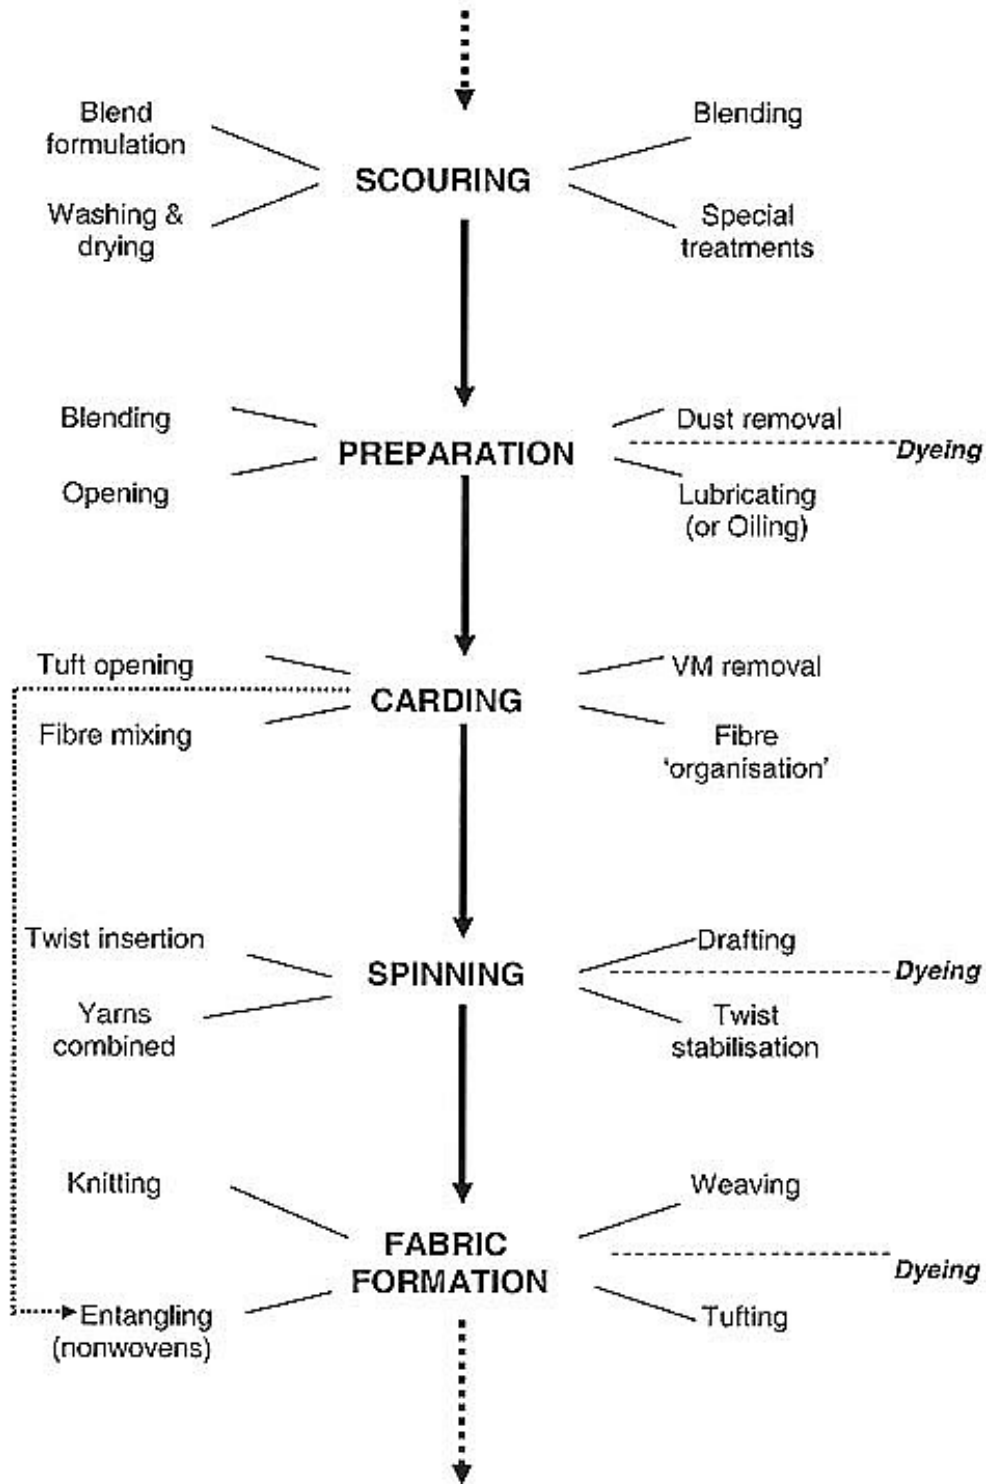 Blend
formulation
Blending
SCOURING
Washing &
drying
Special
treatments
Blending
Dust removal
PREPARATION
Dyeing
Opening
Lubricating
(or Oiling)
Tuft opening
VM removal
CARDING
Fibre mixing
Fibre
‘organisation’
Twist insertion
Drafting
SPINNING
Dyeing
Yarns
combined
Twist
stabilisation
Knitting
Weaving
FABRIC
FORMATION
Dyeing
Entangling
(nonwovens)
Tufting